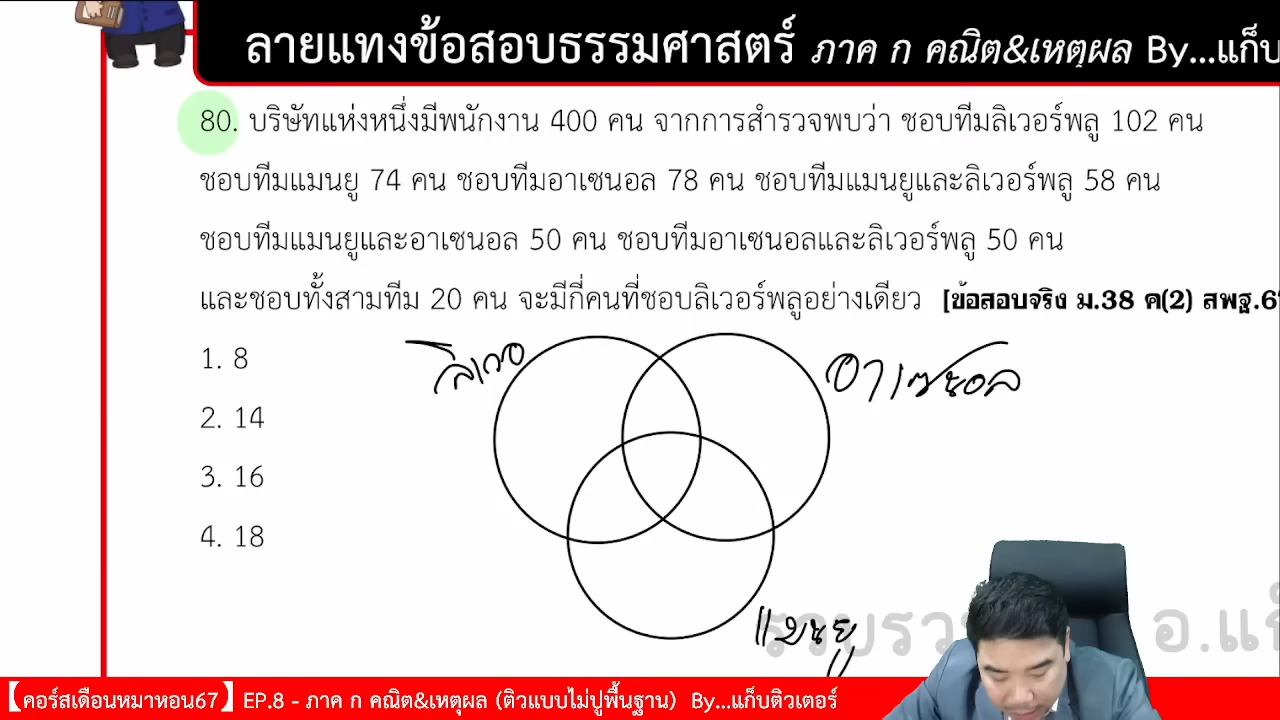 ลายแทงข้อสอบธรรมศาสตร์ ภาค ก คณิต&เหตุผล By...แก็บ
80. บริษัทแห่งหนึ่งมีพนักงาน 400 คน จากการสำรวจพบว่า ชอบทีมลิเวอร์พลู 102 คน
ชอบทีมแมนยู 74 คน ชอบทีมอาเซนอล 78 คน ชอบทีมแมนยูและลิเวอร์พลู 58 คน
ชอบทีมแมนยูและอาเซนอล 50 คน ชอบทีมอาเซนอลและลิเวอร์พลู 50 คน
และชอบทั้งสามทีม 20 คน จะมีกี่คนที่ชอบลิเวอร์พลูอย่างเดียว [ข้อสอบจริง ม.38 ค(2) สพฐ.67
1. 8
2. 14
3. 16
4. 18
ลิเวอ
อาเซนอล
แมนยู
รวบรว อ.แก็
【คอร์สเดือนหมาหอน67】 EP.8 - ภาค ก คณิต&เหตุผล (ติวแบบไม่ปูพื้นฐาน) By...แก็บติวเตอร์